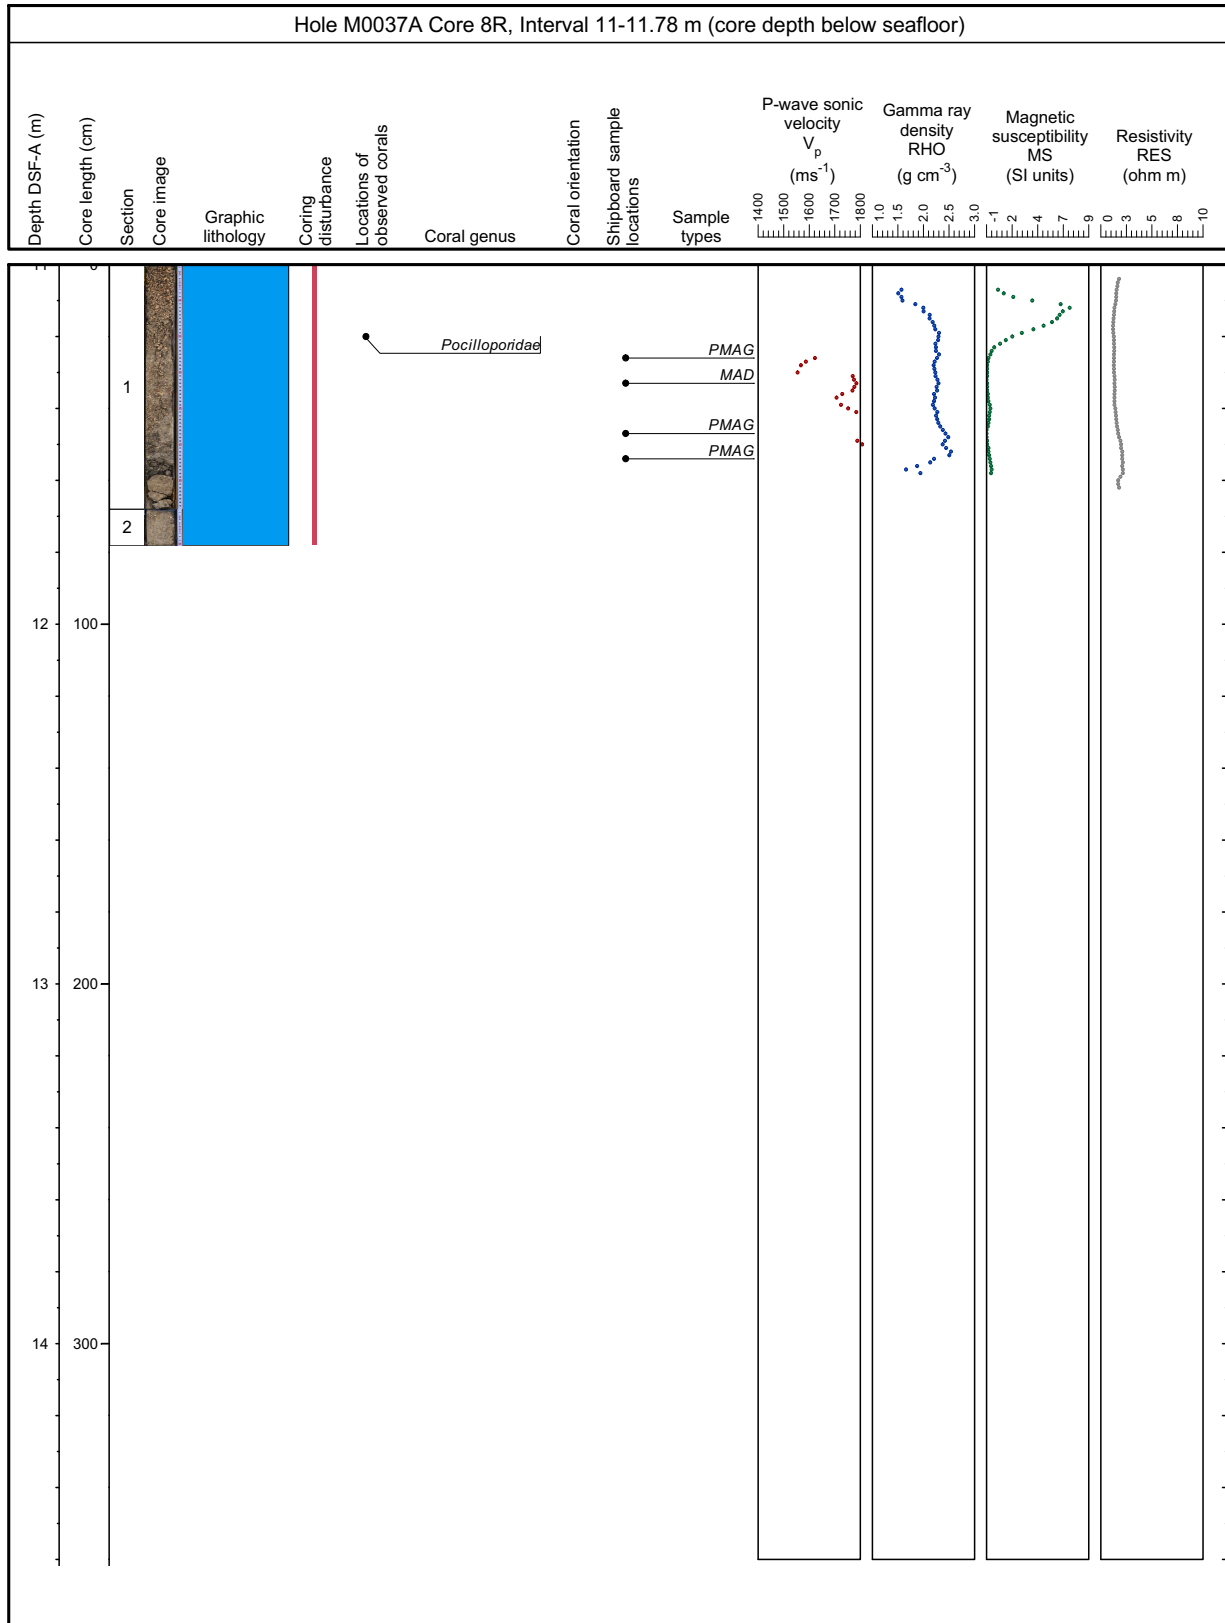 Hole M0037A Core 8R, Interval 11-11.78 m (core depth below seafloor)
Depth DSF-A (m)
Core length (cm)
Section
Core image
Graphic
lithology
Coring
disturbance
Locations of
observed corals
Coral genus
Coral orientation
Shipboard sample
locations
Sample
types
P-wave sonic
velocity
Vp
(ms-1)
1400 1500 1600 1700 1800
Gamma ray
density
RHO
(g cm-3)
1.0 1.5 2.0 2.5 3.0
Magnetic
susceptibility
MS
(SI units)
-1 2 4 7 9
Resistivity
RES
(ohm m)
0 3 5 8 10
1
Pocilloporidae
PMAG
MAD
PMAG
PMAG
2
12 100
13 200
14 300